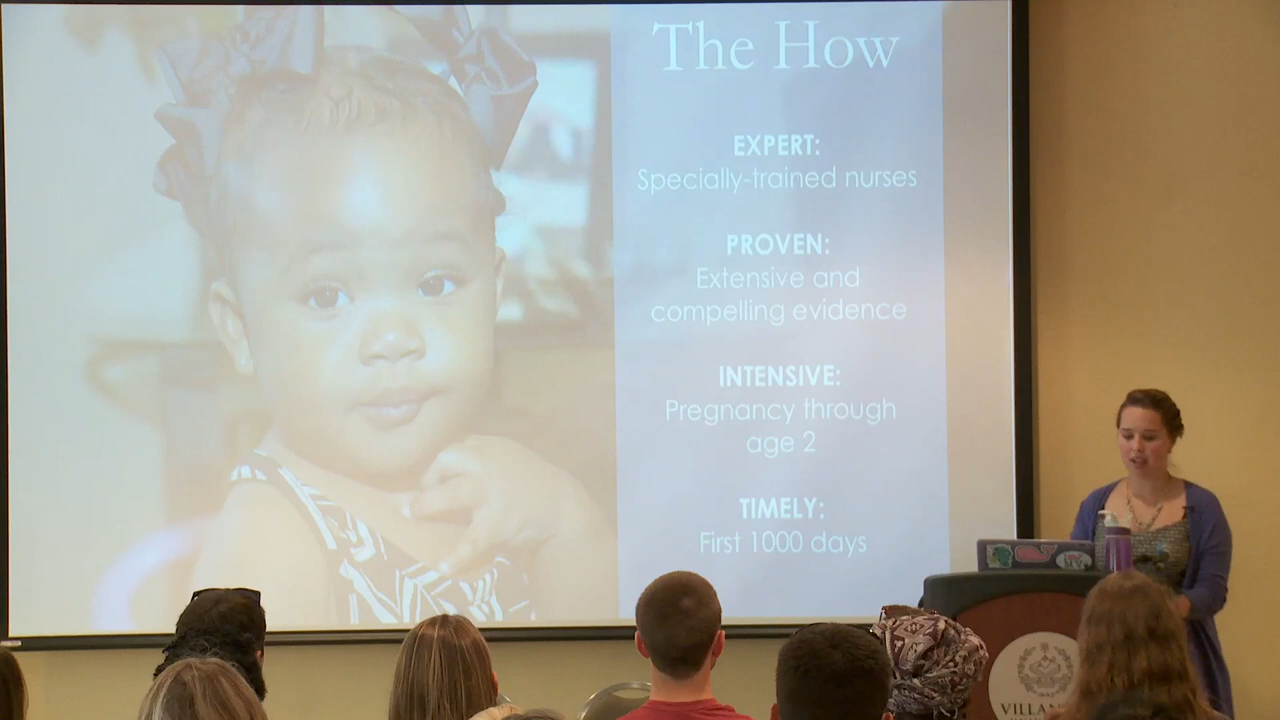 The How
EXPERT:
Specially-trained nurses
PROVEN:
Extensive and
compelling evidence
INTENSIVE:
Pregnancy through
age 2
TIMELY:
First 1000 days